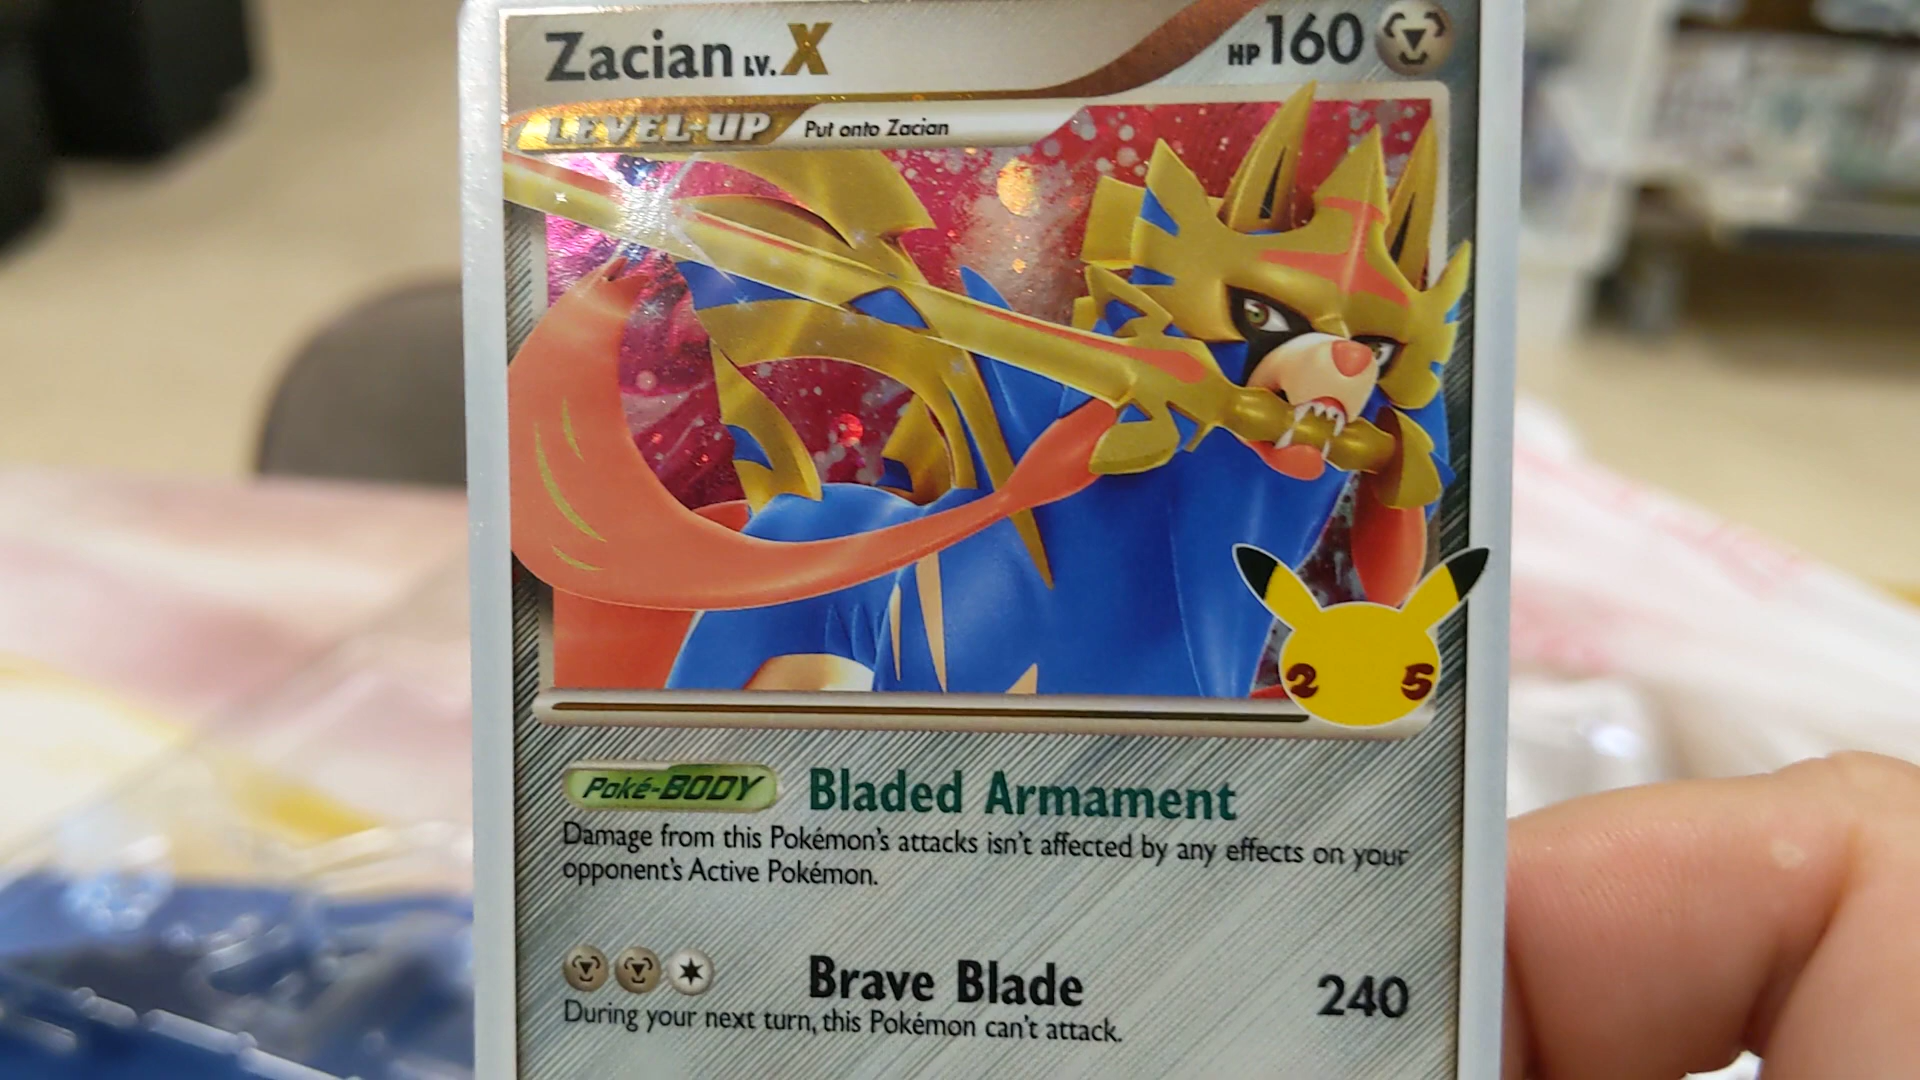 Zacian LV.X HP 160
LEVEL-UP Put onto Zacian
2 5
Poké-BODY Bladed Armament
Damage from this Pokémon's attacks isn't affected by any effects on your
opponent's Active Pokémon.
Brave Blade 240
During your next turn, this Pokémon can't attack.